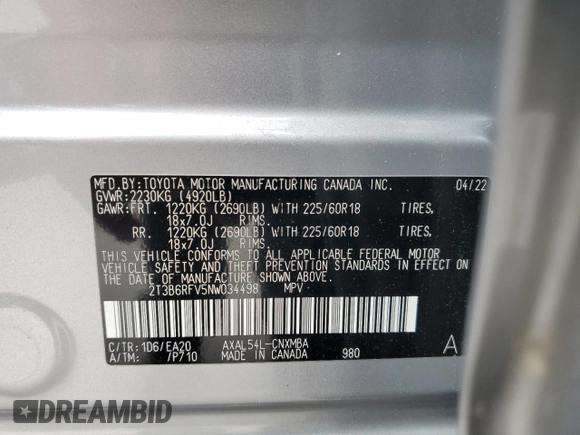 MFD.BY:TOYOTA MOTOR MANUFACTURING CANADA INC. 04/22
GVWR:2230KG (4920LB)
GAWR:FRT. 1220KG (2690LB) WITH 225/60R18 TIRES,
18x7.0J RIMS.
RR. 1220KG (2690LB) WITH 225/60R18 TIRES,
18x7.0J RIMS.
THIS VEHICLE CONFORMS TO ALL APPLICABLE FEDERAL MOTOR
VEHICLE SAFETY AND THEFT PREVENTION STANDARDS IN EFFECT ON
THE DATE OF MANUFACTURE SHOWN ABOVE.
2T3B6RFV5NW034498 MPV
C/TR:1D6/EA20 AXAL54L-CNXMBA A
A/TM: 7P710 MADE IN CANADA 980
DREAMBID